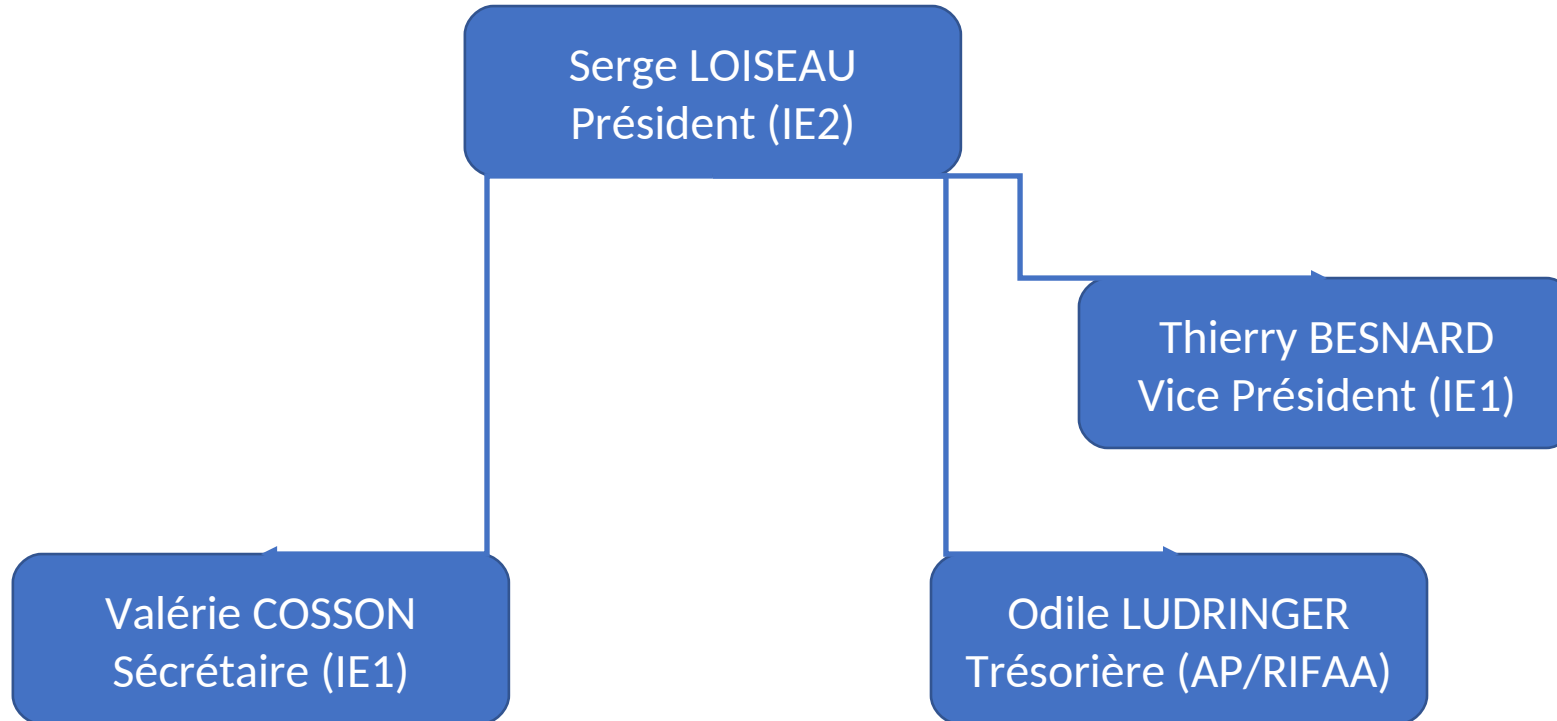 Serge LOISEAU
Président (IE2)
Thierry BESNARD
Vice Président (IE1)
Valérie COSSON
Sécrétaire (IE1)
Odile LUDRINGER
Trésorière (AP/RIFAA)